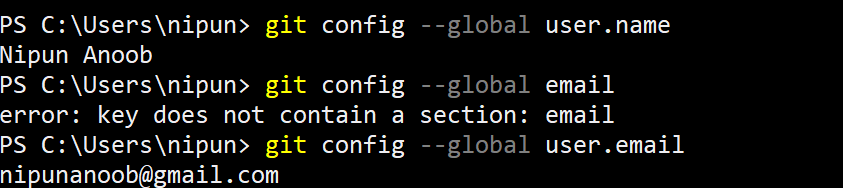 PS C:\Users\nipun> git config --global user.name
Nipun Anoob
PS C:\Users\nipun> git config --global email
error: key does not contain a section: email
PS C:\Users\nipun> git config --global user.email
nipunanoob@gmail.com